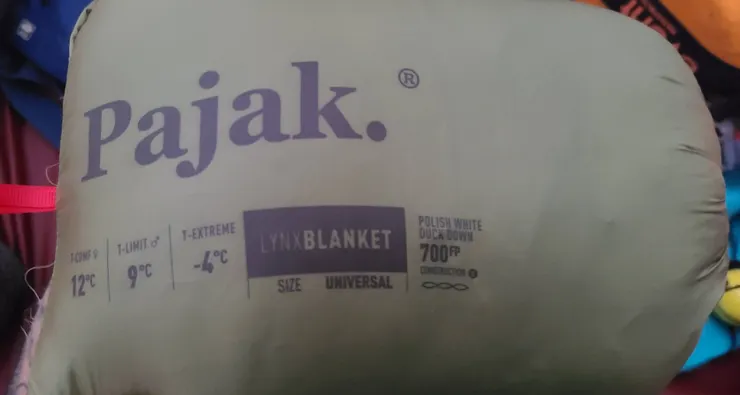 Pajak.®
T-COMF ♀
12°C
T-LIMIT ♂
9°C
T-EXTREME
-4°C
LYNXBLANKET
SIZE UNIVERSAL
POLISH WHITE
DUCK DOWN
700FP
CONSTRUCTION